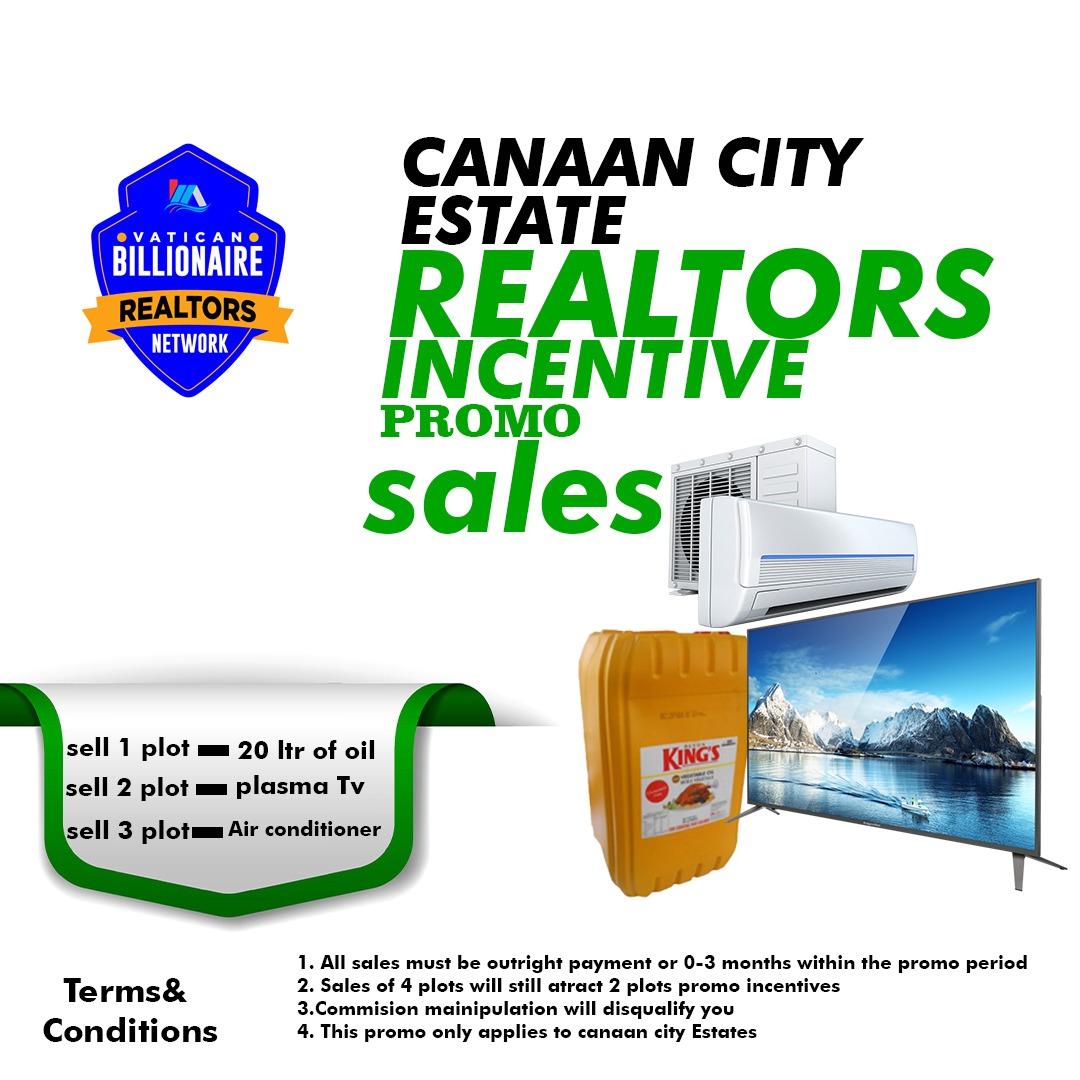 VATICAN
BILLIONAIRE
REALTORS
NETWORK
CANAAN CITY
ESTATE
REALTORS
INCENTIVE
PROMO
sales
KING'S
VEGETABLE OIL
sell 1 plot - 20 ltr of oil
sell 2 plot - plasma Tv
sell 3 plot - Air conditioner
Terms&
Conditions
1. All sales must be outright payment or 0-3 months within the promo period
2. Sales of 4 plots will still atract 2 plots promo incentives
3.Commision mainipulation will disqualify you
4. This promo only applies to canaan city Estates